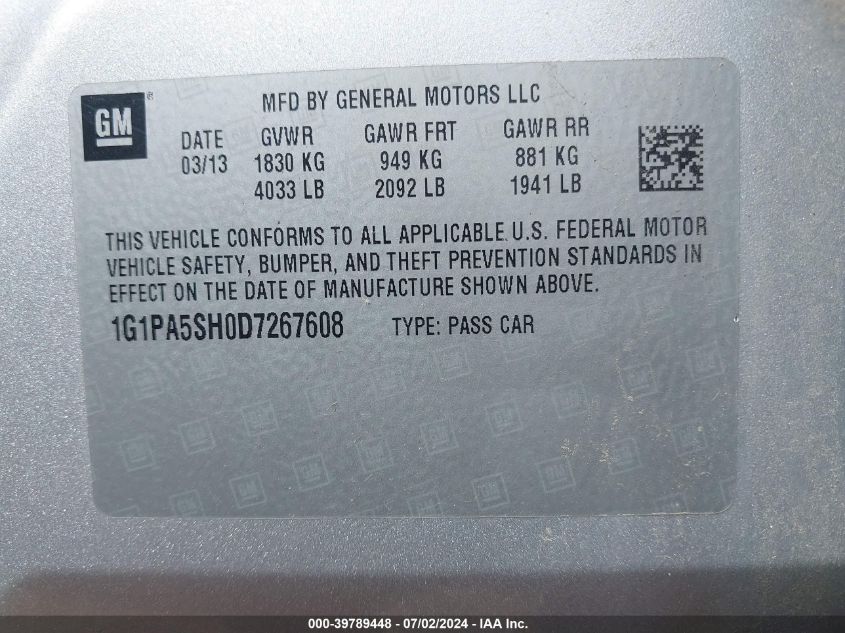 GM®
MFD BY GENERAL MOTORS LLC
DATE GVWR GAWR FRT GAWR RR
03/13 1830 KG 949 KG 881 KG
4033 LB 2092 LB 1941 LB
THIS VEHICLE CONFORMS TO ALL APPLICABLE U.S. FEDERAL MOTOR
VEHICLE SAFETY, BUMPER, AND THEFT PREVENTION STANDARDS IN
EFFECT ON THE DATE OF MANUFACTURE SHOWN ABOVE.
1G1PA5SH0D7267608 TYPE: PASS CAR
000-39789448 - 07/02/2024 - IAA Inc.